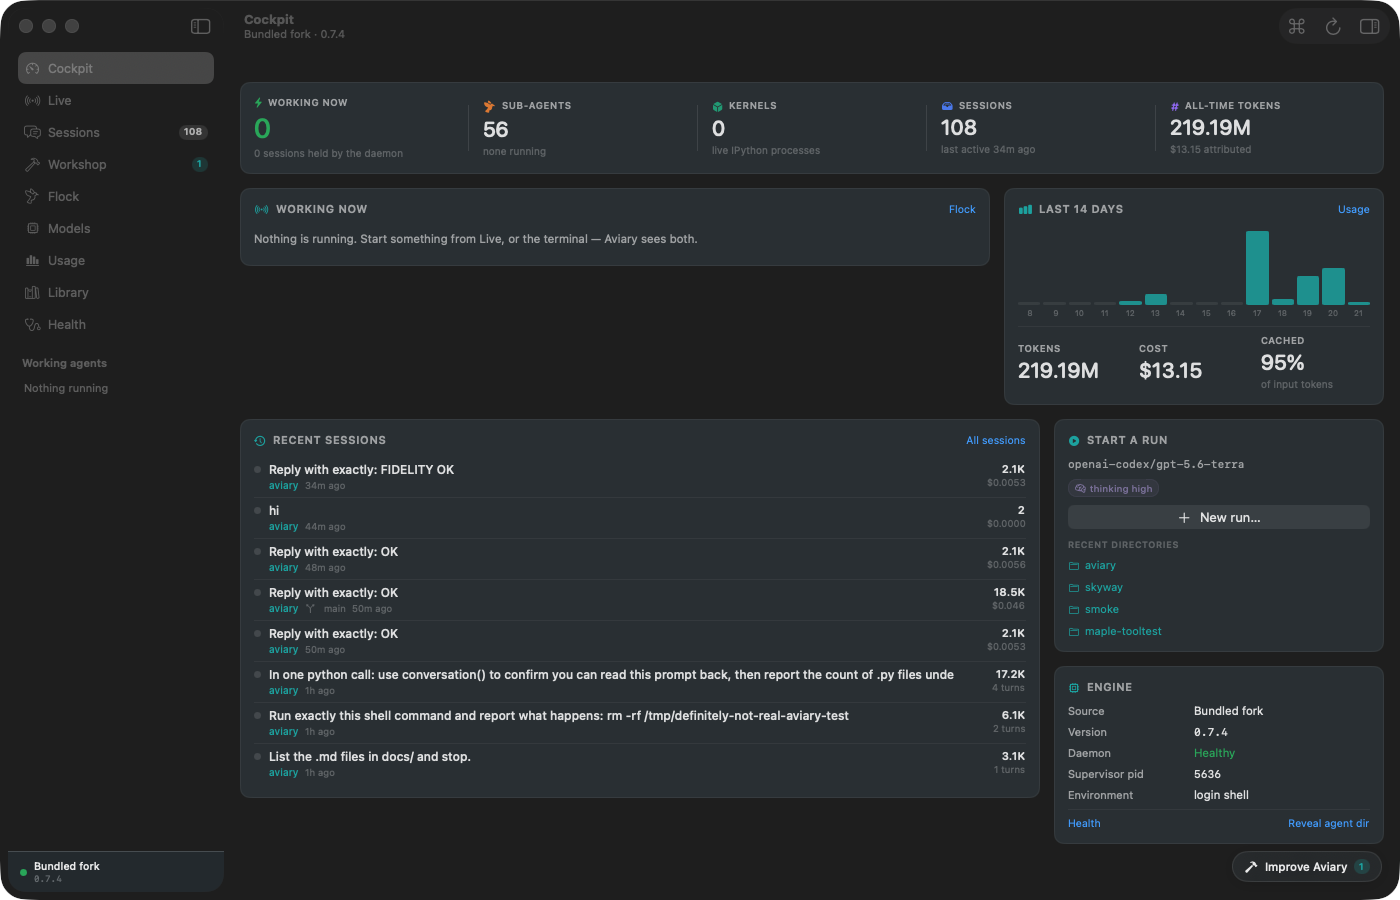 Cockpit
Bundled fork · 0.7.4
Cockpit
Live
Sessions 108
Workshop 1
Flock
Models
Usage
Library
Health
Working agents
Nothing running
Bundled fork
0.7.4
WORKING NOW
0
0 sessions held by the daemon
SUB-AGENTS
56
none running
KERNELS
0
live IPython processes
SESSIONS
108
last active 34m ago
# ALL-TIME TOKENS
219.19M
$13.15 attributed
WORKING NOW Flock
Nothing is running. Start something from Live, or the terminal — Aviary sees both.
LAST 14 DAYS Usage
8 9 10 11 12 13 14 15 16 17 18 19 20 21
TOKENS
219.19M
COST
$13.15
CACHED
95%
of input tokens
RECENT SESSIONS All sessions
Reply with exactly: FIDELITY OK 2.1K
aviary 34m ago $0.0053
hi 2
aviary 44m ago $0.0000
Reply with exactly: OK 2.1K
aviary 48m ago $0.0056
Reply with exactly: OK 18.5K
aviary main 50m ago $0.046
Reply with exactly: OK 2.1K
aviary 50m ago $0.0053
In one python call: use conversation() to confirm you can read this prompt back, then report the count of .py files unde 17.2K
aviary 1h ago 4 turns
Run exactly this shell command and report what happens: rm -rf /tmp/definitely-not-real-aviary-test 6.1K
aviary 1h ago 2 turns
List the .md files in docs/ and stop. 3.1K
aviary 1h ago 1 turns
START A RUN
openai-codex/gpt-5.6-terra
thinking high
+ New run...
RECENT DIRECTORIES
aviary
skyway
smoke
maple-tooltest
ENGINE
Source Bundled fork
Version 0.7.4
Daemon Healthy
Supervisor pid 5636
Environment login shell
Health Reveal agent dir
Improve Aviary 1